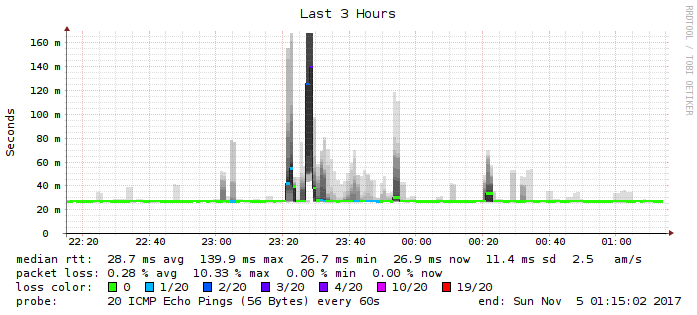 Last 3 Hours
RRDTOOL / TOBI OETIKER
Seconds
160 m
140 m
120 m
100 m
80 m
60 m
40 m
20 m
0
22:20 22:40 23:00 23:20 23:40 00:00 00:20 00:40 01:00
median rtt: 28.7 ms avg 139.9 ms max 26.7 ms min 26.9 ms now 11.4 ms sd 2.5 am/s
packet loss: 0.28 % avg 10.33 % max 0.00 % min 0.00 % now
loss color: 0 1/20 2/20 3/20 4/20 10/20 19/20
probe: 20 ICMP Echo Pings (56 Bytes) every 60s end: Sun Nov 5 01:15:02 2017